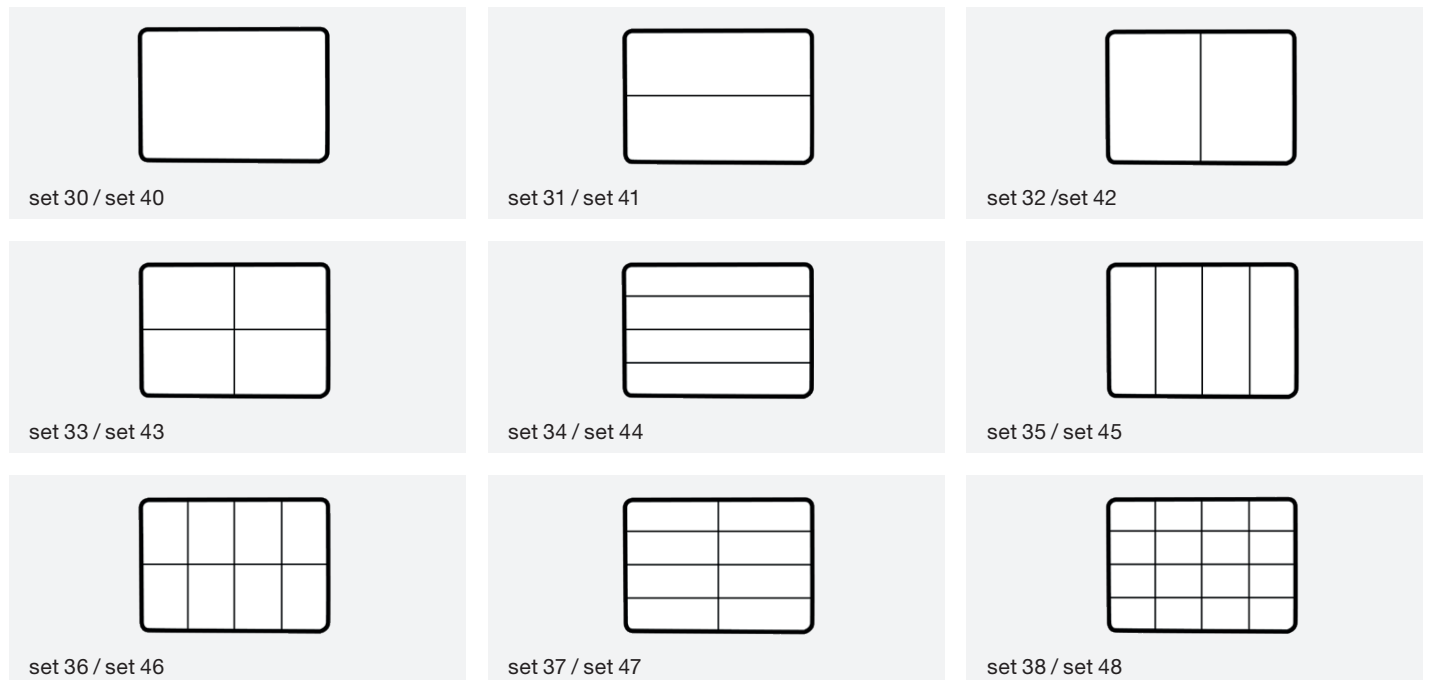 set 30 / set 40
set 31 / set 41
set 32 /set 42
set 33 / set 43
set 34 / set 44
set 35 / set 45
set 36 / set 46
set 37 / set 47
set 38 / set 48